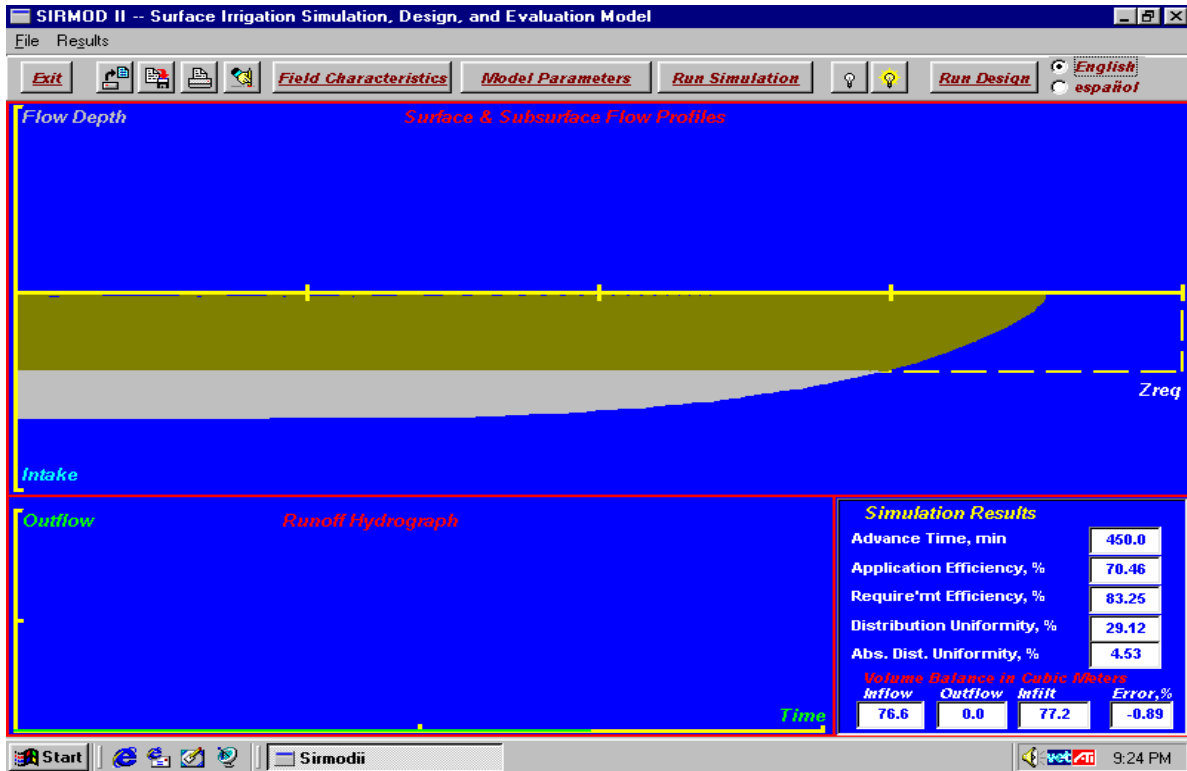 SIRMOD II -- Surface Irrigation Simulation, Design, and Evaluation Model
File Results
Exit Field Characteristics Model Parameters Run Simulation Run Design English
español
Flow Depth Surface & Subsurface Flow Profiles
Zreq
Intake
Outflow Runoff Hydrograph
Time
Simulation Results
Advance Time, min 450.0
Application Efficiency, % 70.46
Require'mt Efficiency, % 83.25
Distribution Uniformity, % 29.12
Abs. Dist. Uniformity, % 4.53
Volume Balance in Cubic Meters
Inflow Outflow Infilt Error,%
76.6 0.0 77.2 -0.89
Start Sirmodii 9:24 PM